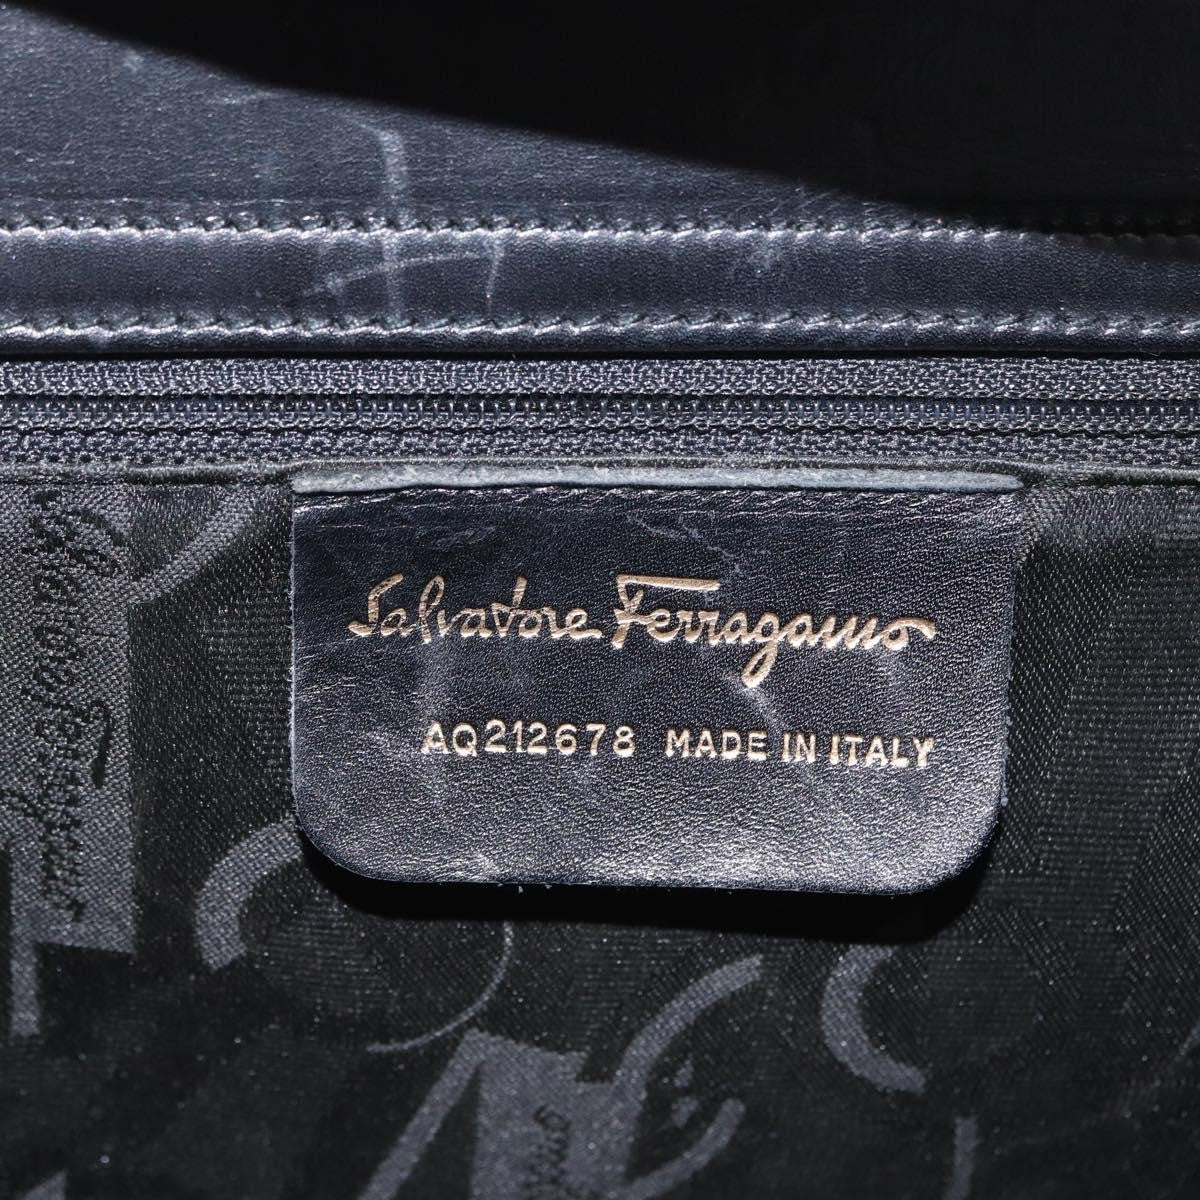 Salvatore Ferragamo
AQ212678 MADE IN ITALY